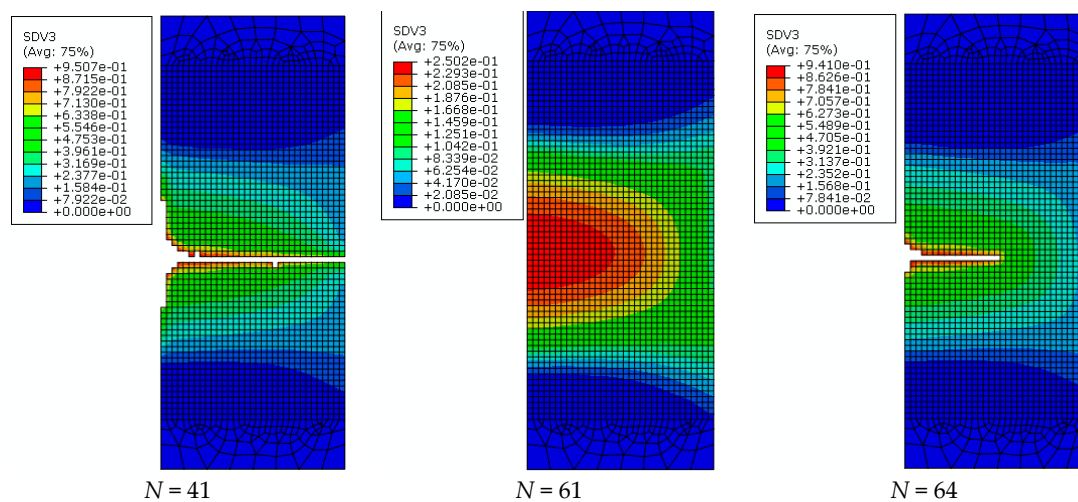 SDV3
(Avg: 75%)
+9.507e-01
+8.715e-01
+7.922e-01
+7.130e-01
+6.338e-01
+5.546e-01
+4.753e-01
+3.961e-01
+3.169e-01
+2.377e-01
+1.584e-01
+7.922e-02
+0.000e+00
N = 41
SDV3
(Avg: 75%)
+2.502e-01
+2.293e-01
+2.085e-01
+1.876e-01
+1.668e-01
+1.459e-01
+1.251e-01
+1.042e-01
+8.339e-02
+6.254e-02
+4.170e-02
+2.085e-02
+0.000e+00
N = 61
SDV3
(Avg: 75%)
+9.410e-01
+8.626e-01
+7.841e-01
+7.057e-01
+6.273e-01
+5.489e-01
+4.705e-01
+3.921e-01
+3.137e-01
+2.352e-01
+1.568e-01
+7.841e-02
+0.000e+00
N = 64